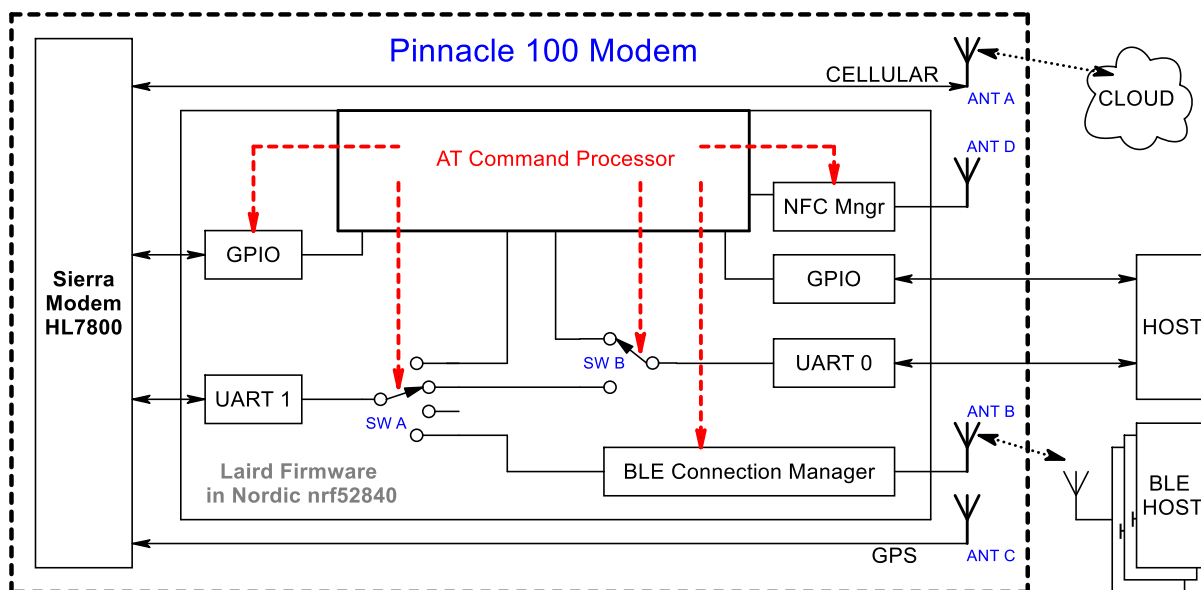 Pinnacle 100 Modem
CELLULAR
ANT A
CLOUD
AT Command Processor
ANT D
NFC Mngr
GPIO
GPIO
Sierra
Modem
HL7800
HOST
SW B
UART 0
UART 1
SW A
ANT B
Laird Firmware
in Nordic nrf52840
BLE Connection Manager
BLE
HOST
GPS
ANT C